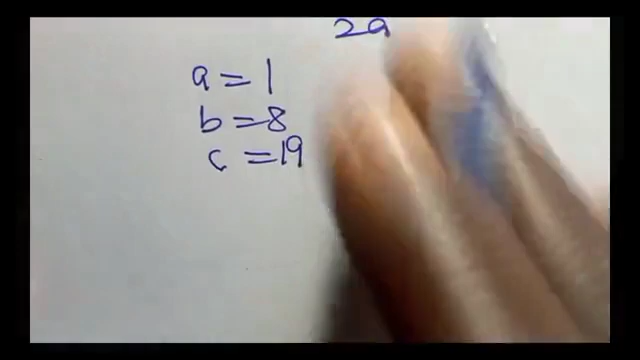 2a
a = 1
b = 8
c = 19